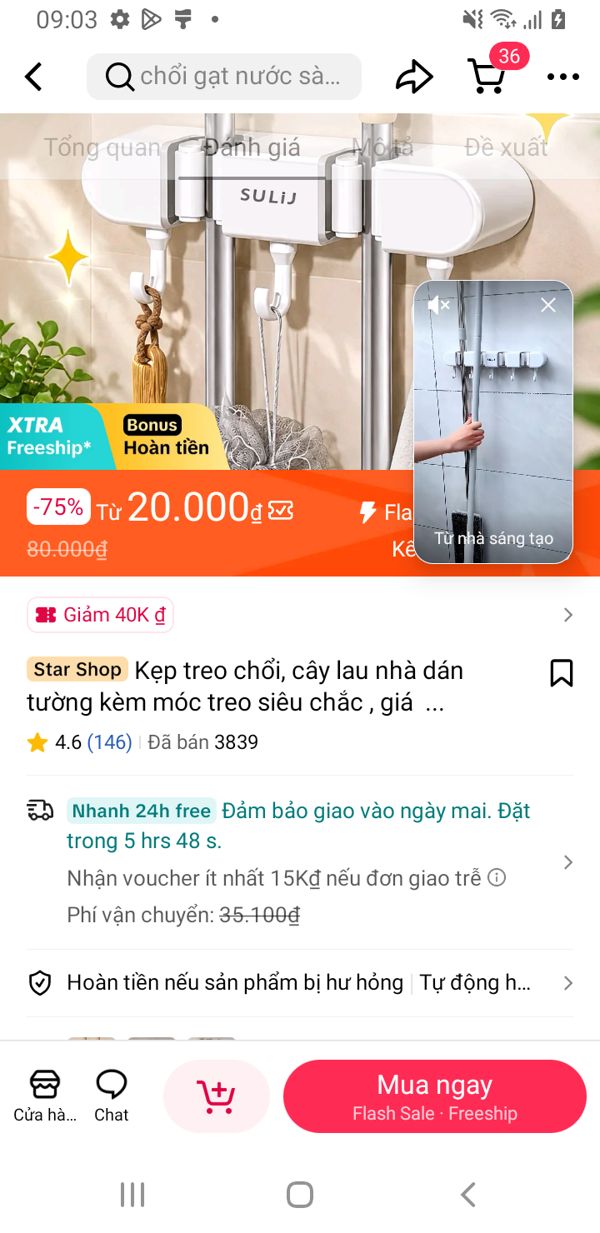 09:03
chổi gạt nước sà...
36
Tổng quan Đánh giá Mô tả Đề xuất
SULiJ
XTRA
Freeship*
Bonus
Hoàn tiền
-75% Từ 20.000₫
Fla
80.000₫
Kế
Từ nhà sáng tạo
Giảm 40K ₫
Star Shop Kẹp treo chổi, cây lau nhà dán
tường kèm móc treo siêu chắc , giá ...
4.6 (146) Đã bán 3839
Nhanh 24h free Đảm bảo giao vào ngày mai. Đặt
trong 5 hrs 48 s.
Nhận voucher ít nhất 15K₫ nếu đơn giao trễ
Phí vận chuyển: 35.100₫
Hoàn tiền nếu sản phẩm bị hư hỏng Tự động h...
Cửa hà...
Chat
Mua ngay
Flash Sale · Freeship